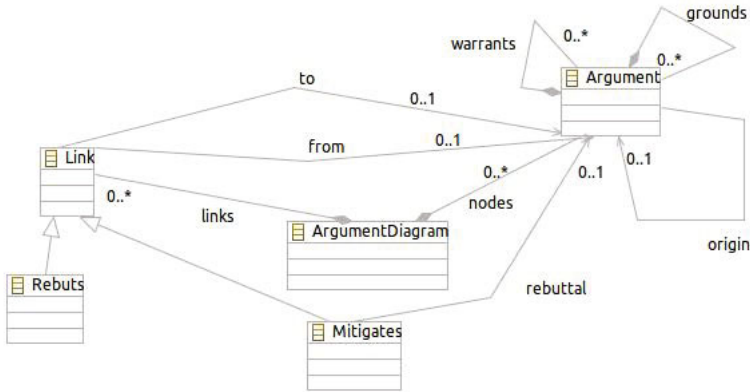 grounds
0..*
warrants
0..*
Argument
to
0..1
0..1
from
Link
0..*
0..*
0..1
0..1
nodes
links
ArgumentDiagram
origin
Rebuts
rebuttal
Mitigates